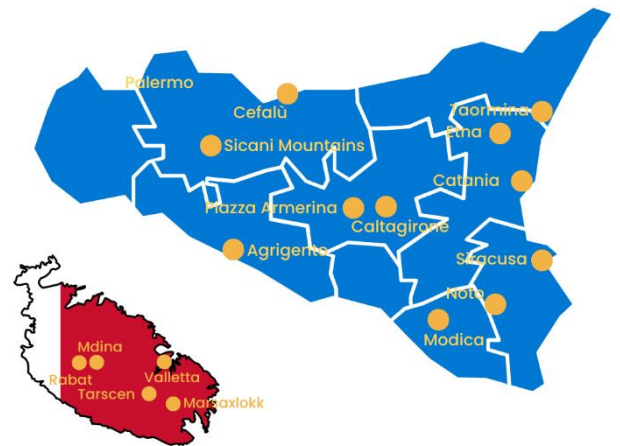 Palermo
Cefalù
Taormina
Etna
Sicani Mountains
Catania
Piazza Armerina
Caltagirone
Agrigento
Siracusa
Noto
Modica
Mdina
Rabat
Valletta
Tarscen
Marsaxlokk